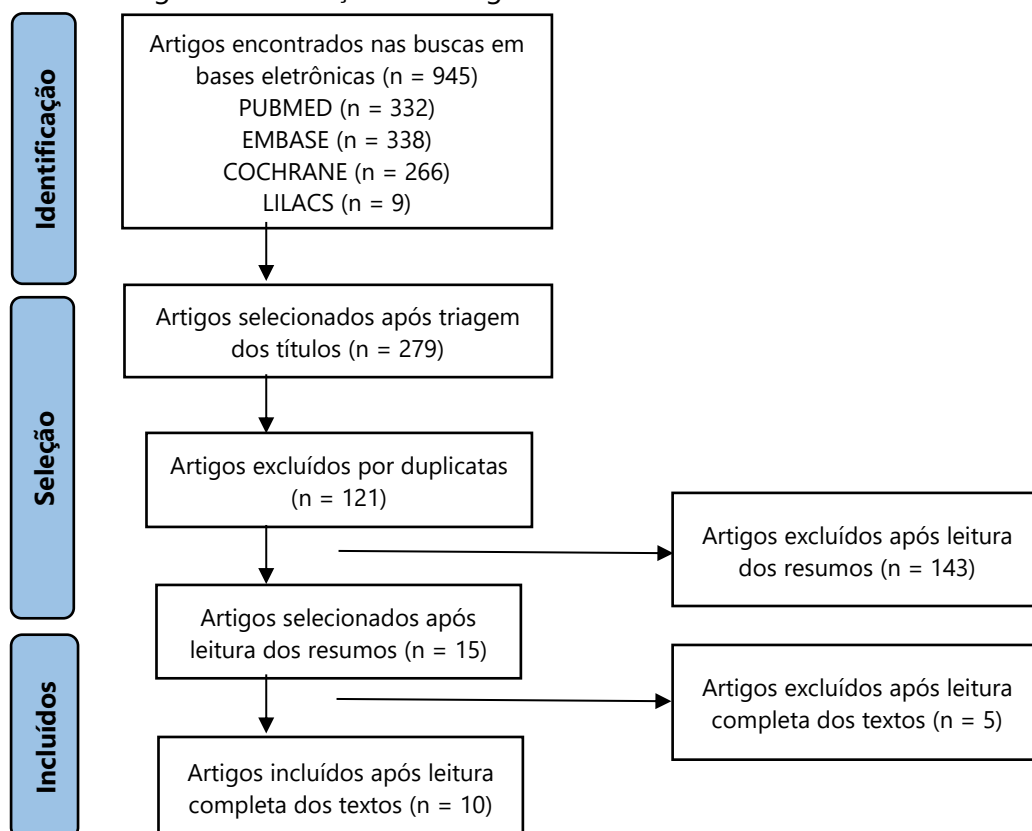 Identificação
Artigos encontrados nas buscas em
bases eletrônicas (n = 945)
PUBMED (n = 332)
EMBASE (n = 338)
COCHRANE (n = 266)
LILACS (n = 9)
Seleção
Artigos selecionados após triagem
dos títulos (n = 279)
Artigos excluídos por duplicatas
(n = 121)
Artigos excluídos após leitura
dos resumos (n = 143)
Artigos selecionados após
leitura dos resumos (n = 15)
Incluídos
Artigos excluídos após leitura
completa dos textos (n = 5)
Artigos incluídos após leitura
completa dos textos (n = 10)